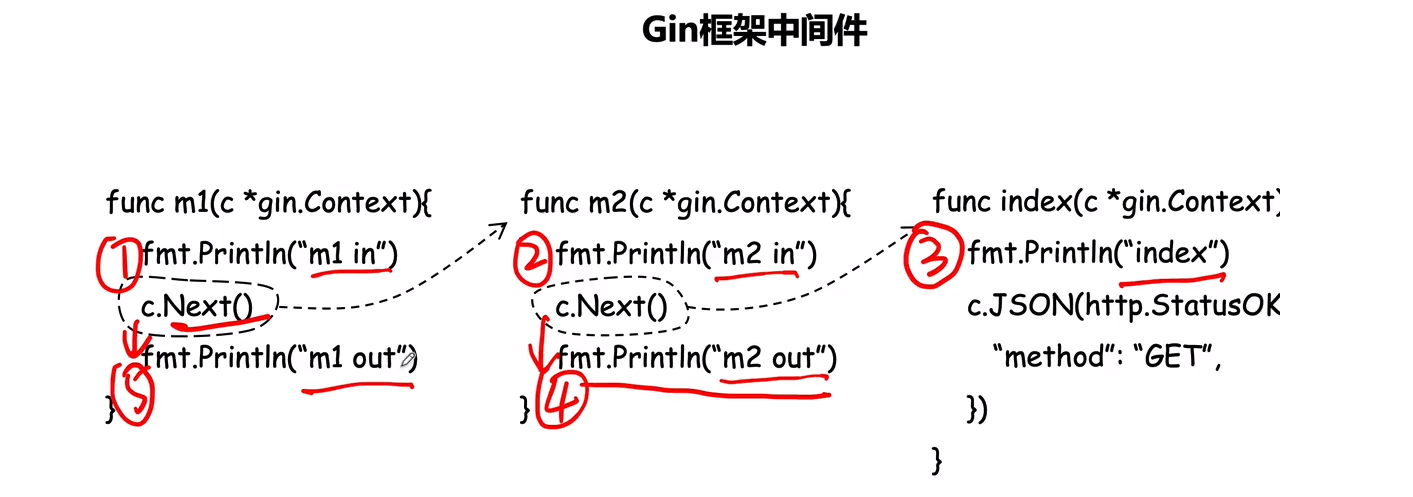 Gin框架中间件
func m1(c *gin.Context){
① fmt.Println(“m1 in”)
c.Next()
fmt.Println(“m1 out”)
⑤
}
func m2(c *gin.Context){
② fmt.Println(“m2 in”)
c.Next()
fmt.Println(“m2 out”)
④
}
func index(c *gin.Context)
③ fmt.Println(“index”)
c.JSON(http.StatusOK
“method”: “GET”,
})
}